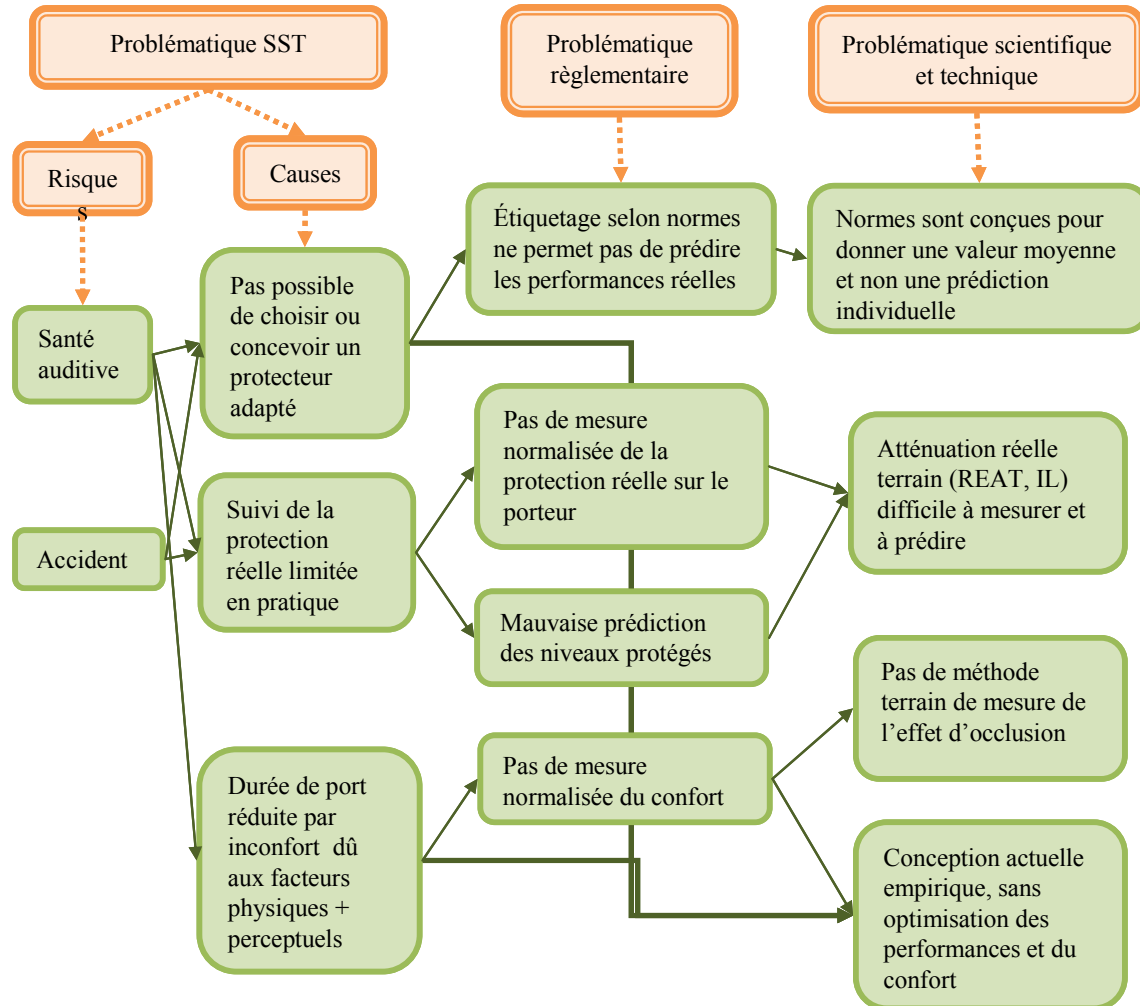 Problématique SST
Problématique
règlementaire
Problématique scientifique
et technique
Risque
s
Causes
Santé
auditive
Accident
Pas possible
de choisir ou
concevoir un
protecteur
adapté
Suivi de la
protection
réelle limitée
en pratique
Durée de port
réduite par
inconfort dû
aux facteurs
physiques +
perceptuels
Étiquetage selon normes
ne permet pas de prédire
les performances réelles
Pas de mesure
normalisée de la
protection réelle sur le
porteur
Mauvaise prédiction
des niveaux protégés
Pas de mesure
normalisée du confort
Normes sont conçues pour
donner une valeur moyenne
et non une prédiction
individuelle
Atténuation réelle
terrain (REAT, IL)
difficile à mesurer et
à prédire
Pas de méthode
terrain de mesure de
l’effet d’occlusion
Conception actuelle
empirique, sans
optimisation des
performances et du
confort